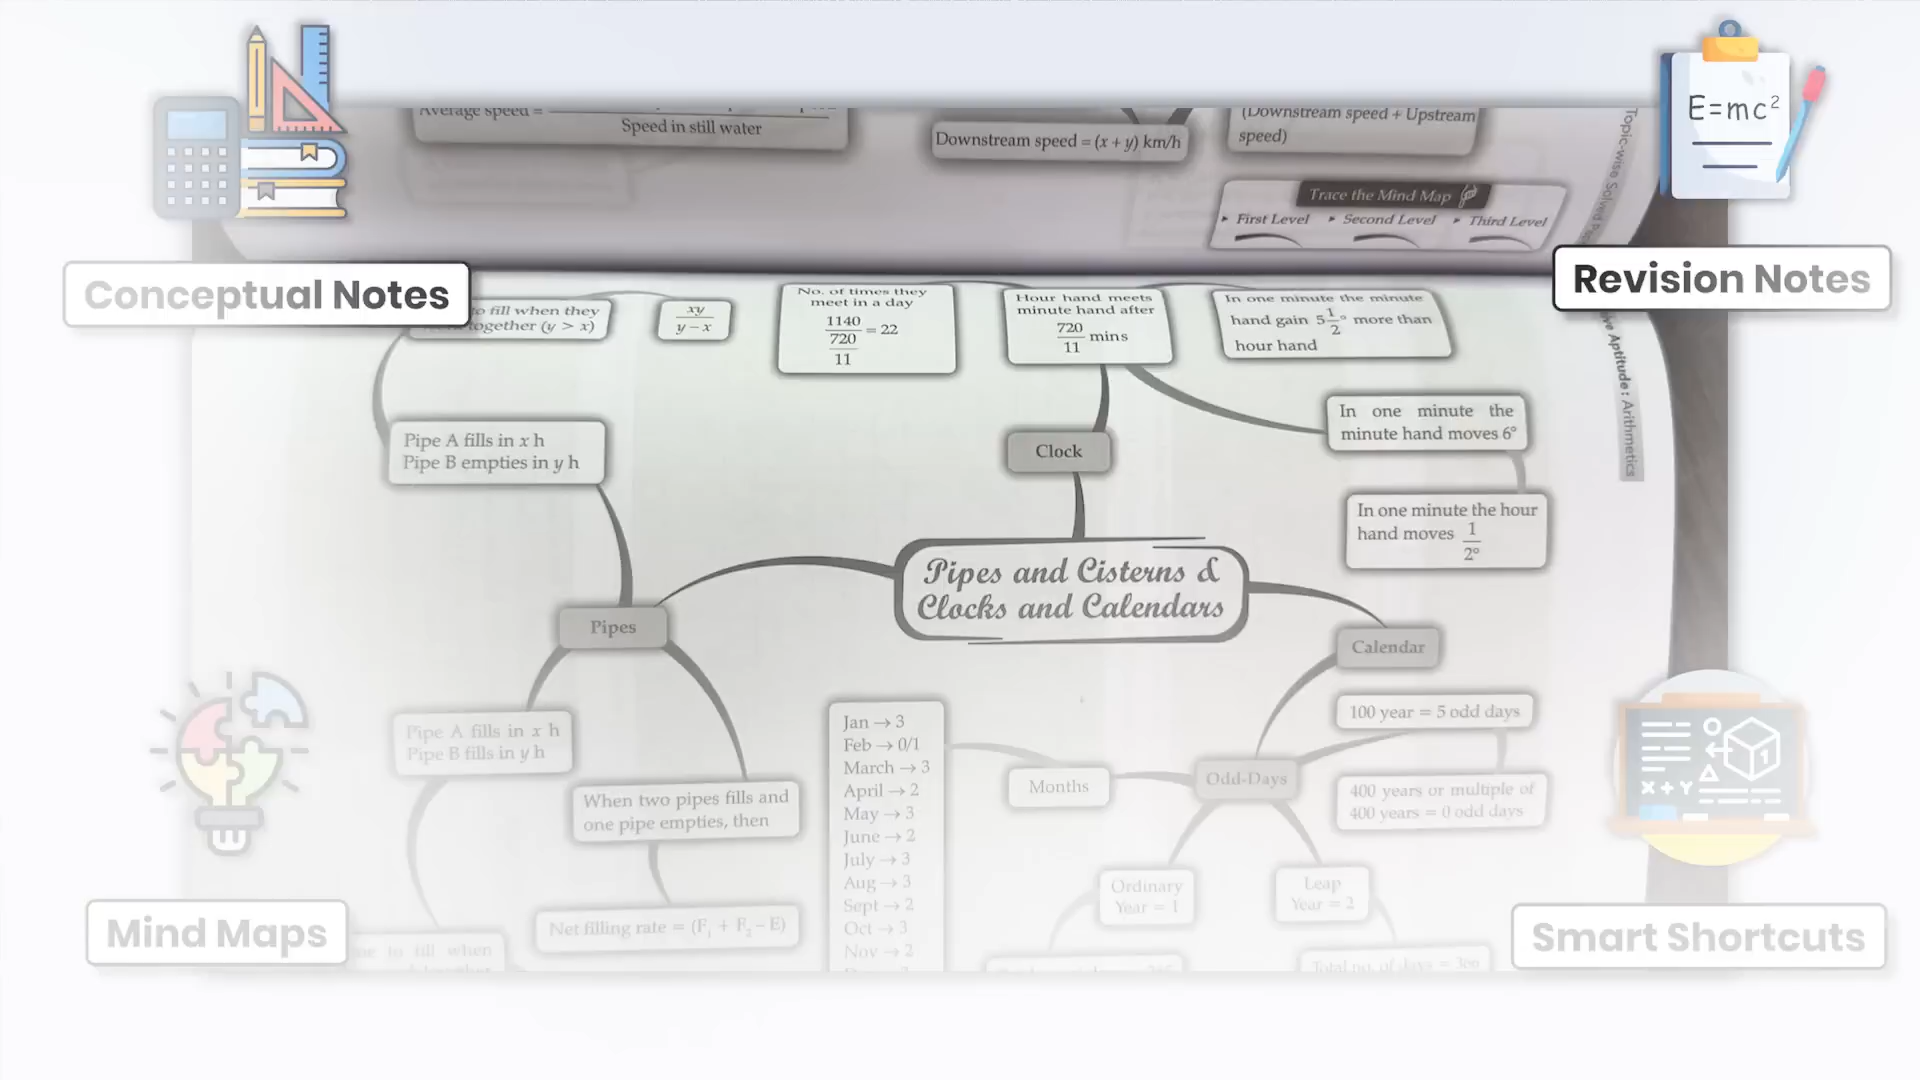 Average speed =
Speed in still water
Downstream speed = (x + y) km/h
(Downstream speed + Upstream
speed)
Trace the Mind Map
First Level
Second Level
Third Level
E=mc²
Topic-wise Solved
Conceptual Notes
Revision Notes
to fill when they
together (y > x)
xy
y − x
No. of times they
meet in a day
1140
720
11
= 22
Hour hand meets
minute hand after
720
11
mins
In one minute the minute
hand gain 5 1/2° more than
hour hand
Aptitude : Arithmetics
Pipe A fills in x h
Pipe B empties in y h
Clock
In one minute the
minute hand moves 6°
In one minute the hour
hand moves 1
2°
Pipes and Cisterns &
Clocks and Calendars
Pipes
Calendar
Pipe A fills in x h
Pipe B fills in y h
When two pipes fills and
one pipe empties, then
Net filling rate = (F₁ + F₂ − E)
Jan → 3
Feb → 0/1
March → 3
April → 2
May → 3
June → 2
July → 3
Aug → 3
Sept → 2
Oct → 3
Nov → 2
Months
Odd-Days
100 year = 5 odd days
400 years or multiple of
400 years = 0 odd days
Ordinary
Year = 1
Leap
Year = 2
to fill when
Total no. of days = 366
1
X + Y
Mind Maps
Smart Shortcuts